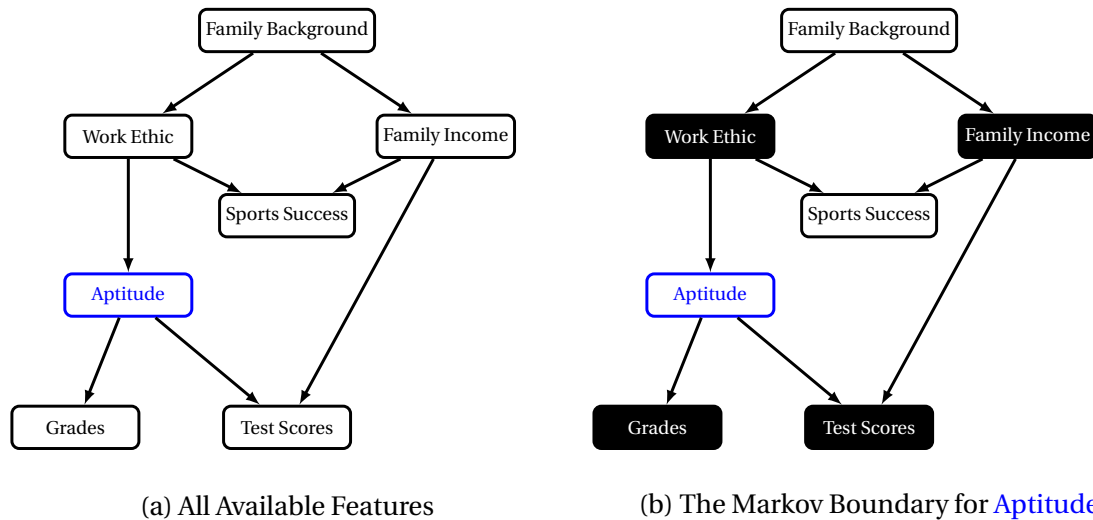 Family Background
Work Ethic
Family Income
Sports Success
Aptitude
Grades
Test Scores
(a) All Available Features
Family Background
Work Ethic
Family Income
Sports Success
Aptitude
Grades
Test Scores
(b) The Markov Boundary for Aptitude